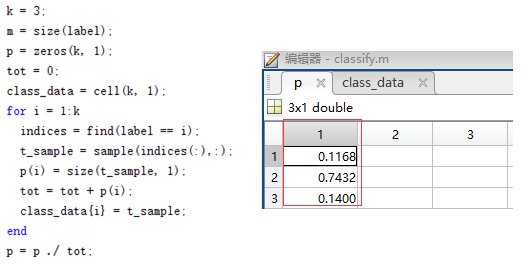 k = 3;
m = size(label);
p = zeros(k, 1);
tot = 0;
class_data = cell(k, 1);
for i = 1:k
indices = find(label == i);
t_sample = sample(indices(:),:);
p(i) = size(t_sample, 1);
tot = tot + p(i);
class_data{i} = t_sample;
end
p = p ./ tot;
编辑器 - classify.m
p × class_data ×
3x1 double
1 2 3
1 0.1168
2 0.7432
3 0.1400